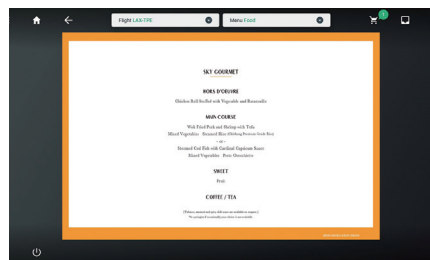 Flight LAX-TPE
Menu Food
1
SKY GOURMET
HORS D'OEUVRE
Chicken Roll Stuffed with Vegetable and
MAIN COURSE
Wok Fried Pork and Shrimp with Tofu
Mixed Vegetables Steamed Rice
- or -
Steamed Cod Fish with Cardinal Capsicum Sauce
Mixed Vegetables Pasta
SWEET
Fruit
COFFEE / TEA